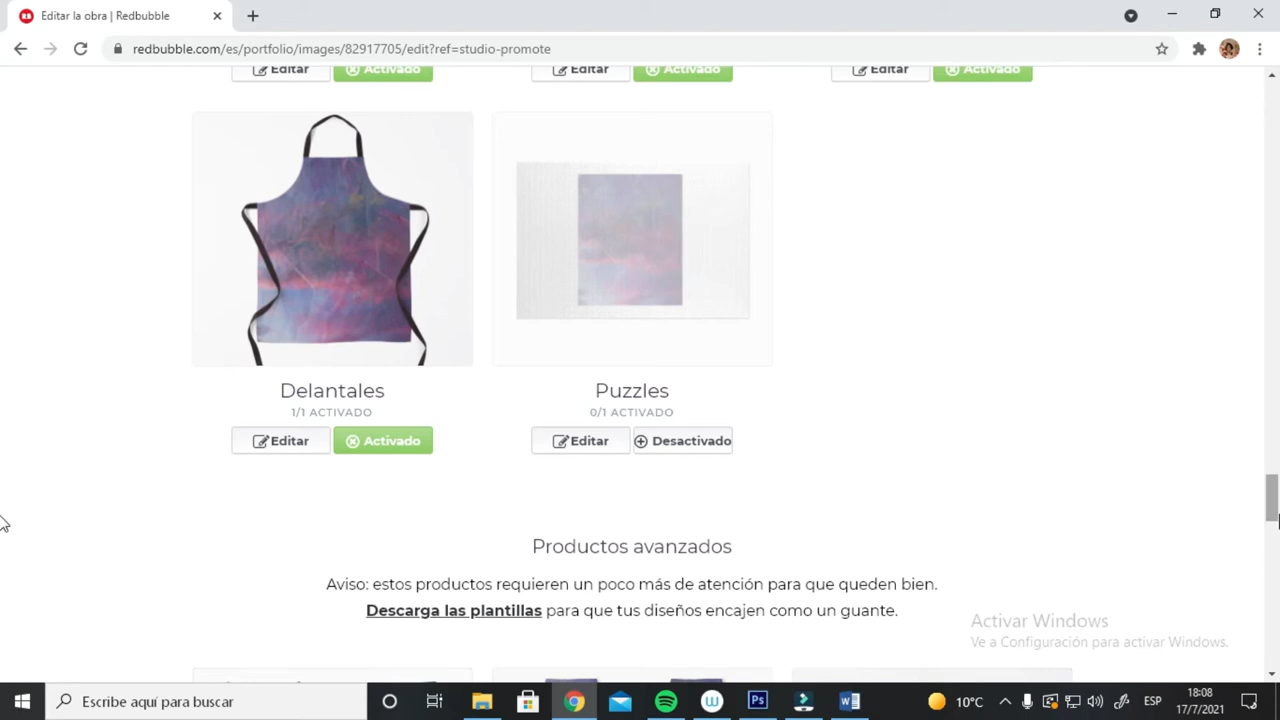 Editar la obra | Redbubble
redbubble.com/es/portfolio/images/82917705/edit?ref=studio-promote
Editar Activado Editar Activado Editar Activado
Delantales Puzzles
1/1 ACTIVADO 0/1 ACTIVADO
Editar Activado Editar Desactivado
Productos avanzados
Aviso: estos productos requieren un poco más de atención para que queden bien.
Descarga las plantillas para que tus diseños encajen como un guante.
Activar Windows
Ve a Configuración para activar Windows.
Escribe aquí para buscar
W
Ps
W
10°C
ESP
18:08
17/7/2021